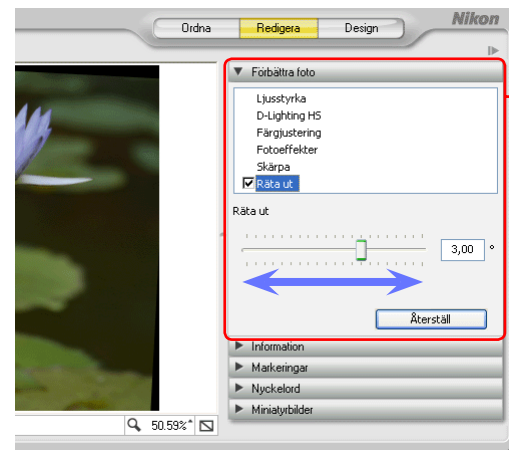 Nikon
Ordna Redigera Design
Förbättra foto
Ljusstyrka
D-Lighting HS
Färgjustering
Fotoeffekter
Skärpa
Räta ut
Räta ut
3,00 °
Återställ
Information
Markeringar
Nyckelord
Miniatyrbilder
50.59%*